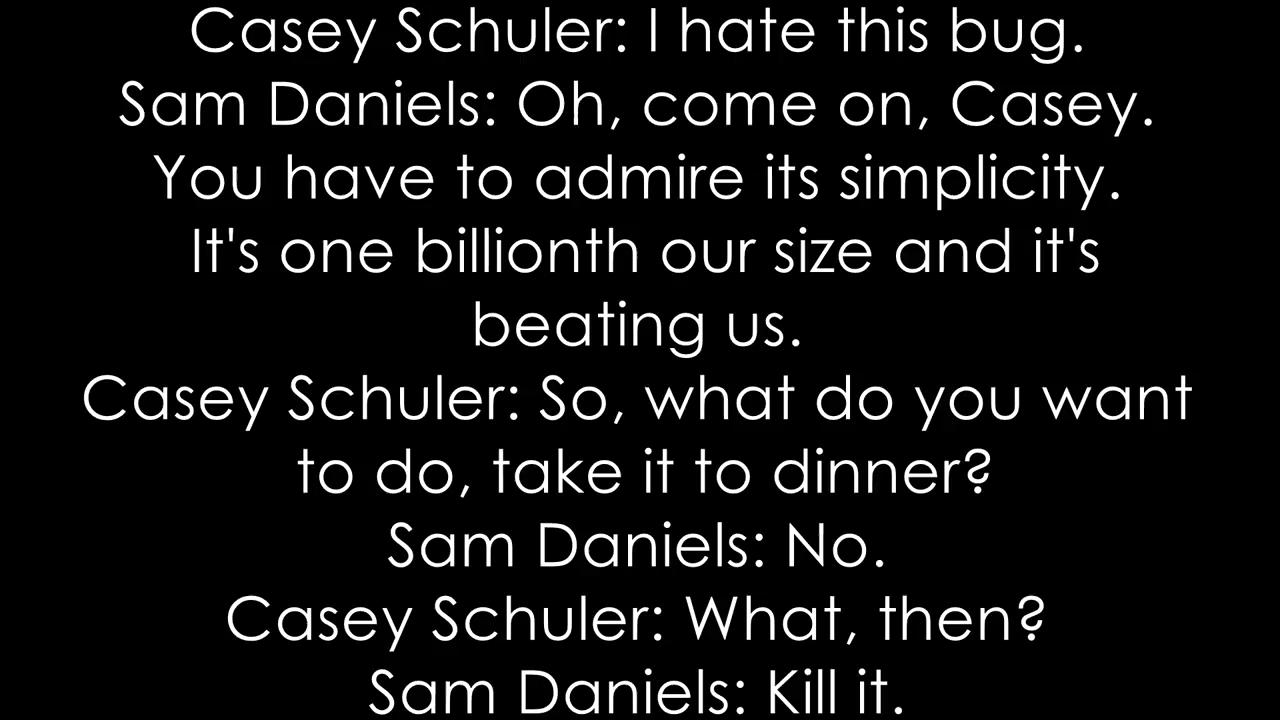 Casey Schuler: I hate this bug.
Sam Daniels: Oh, come on, Casey.
You have to admire its simplicity.
It's one billionth our size and it's
beating us.
Casey Schuler: So, what do you want
to do, take it to dinner?
Sam Daniels: No.
Casey Schuler: What, then?
Sam Daniels: Kill it.